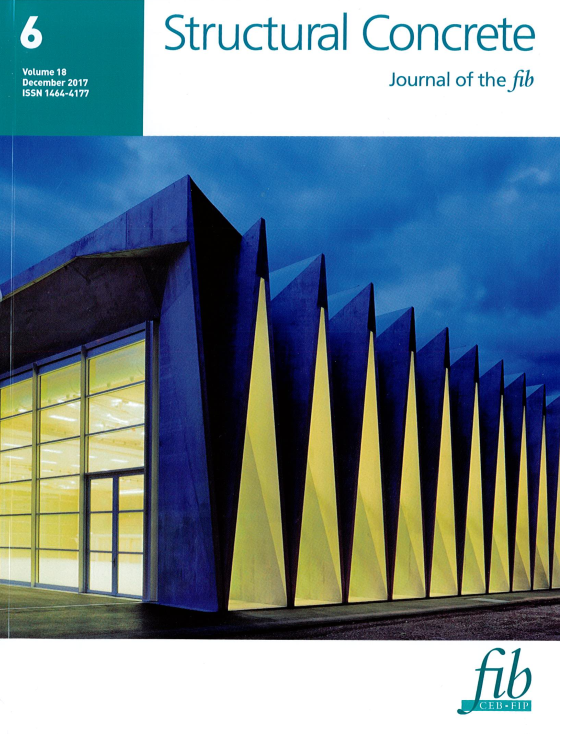 6
Structural Concrete
Volume 18
December 2017
ISSN 1464-4177
Journal of the fib
fib
CEB-FIP